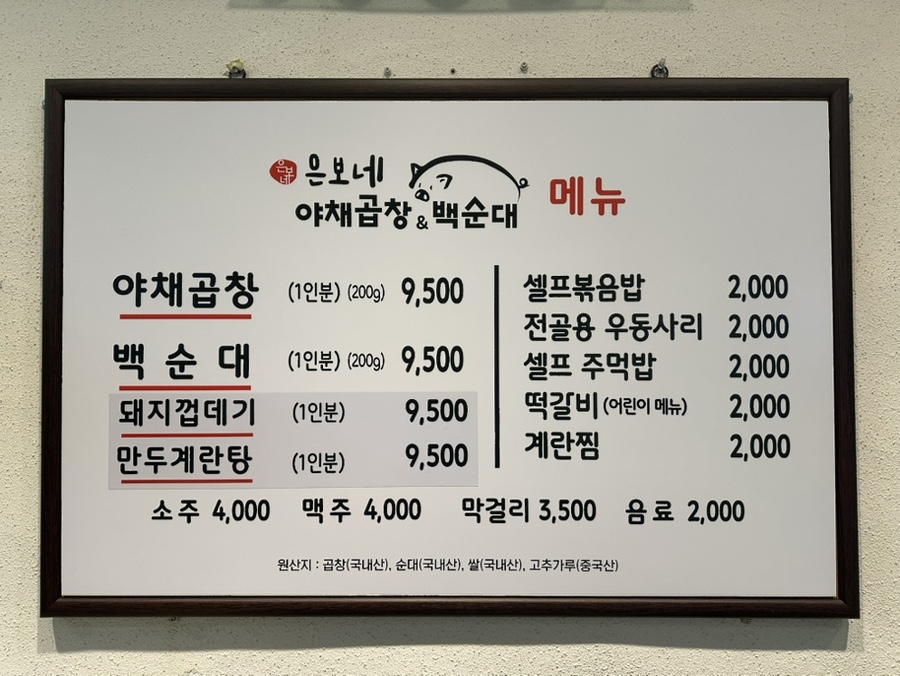 은보네
은보네
야채곱창&백순대
메뉴
야채곱창 (1인분) (200g) 9,500
백 순 대 (1인분) (200g) 9,500
돼지껍데기 (1인분) 9,500
만두계란탕 (1인분) 9,500
셀프볶음밥 2,000
전골용 우동사리 2,000
셀프 주먹밥 2,000
떡갈비 (어린이 메뉴) 2,000
계란찜 2,000
소주 4,000 맥주 4,000 막걸리 3,500 음료 2,000
원산지 : 곱창(국내산), 순대(국내산), 쌀(국내산), 고추가루(중국산)